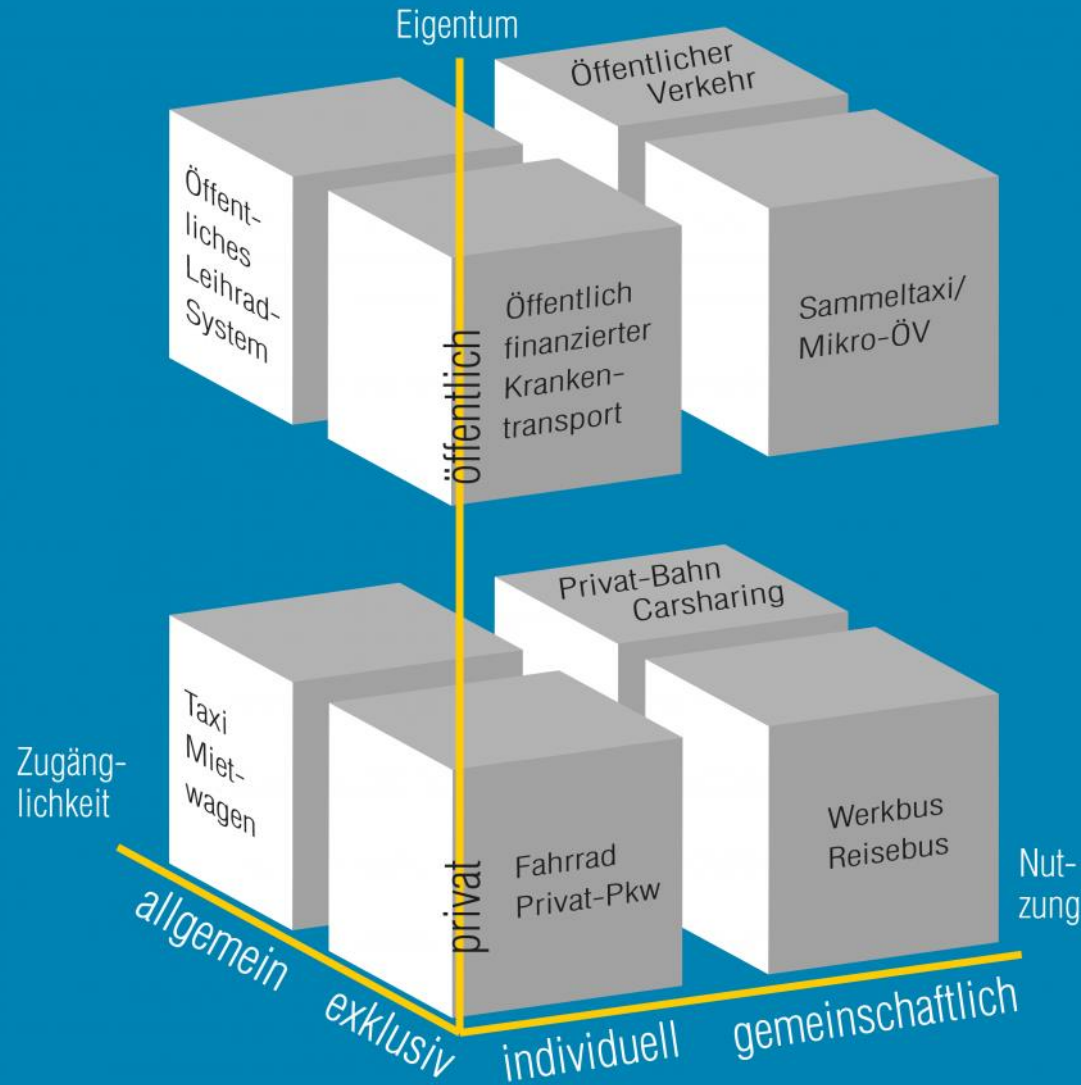 Eigentum
Öffentlicher
Verkehr
Öffent-
liches
Leihrad-
System
öffentlich
Öffentlich
finanzierter
Kranken-
transport
Sammeltaxi/
Mikro-ÖV
Privat-Bahn
Carsharing
Taxi
Miet-
wagen
Zugäng-
lichkeit
privat
Fahrrad
Privat-Pkw
Werkbus
Reisebus
Nut-
zung
allgemein
exklusiv
individuell
gemeinschaftlich